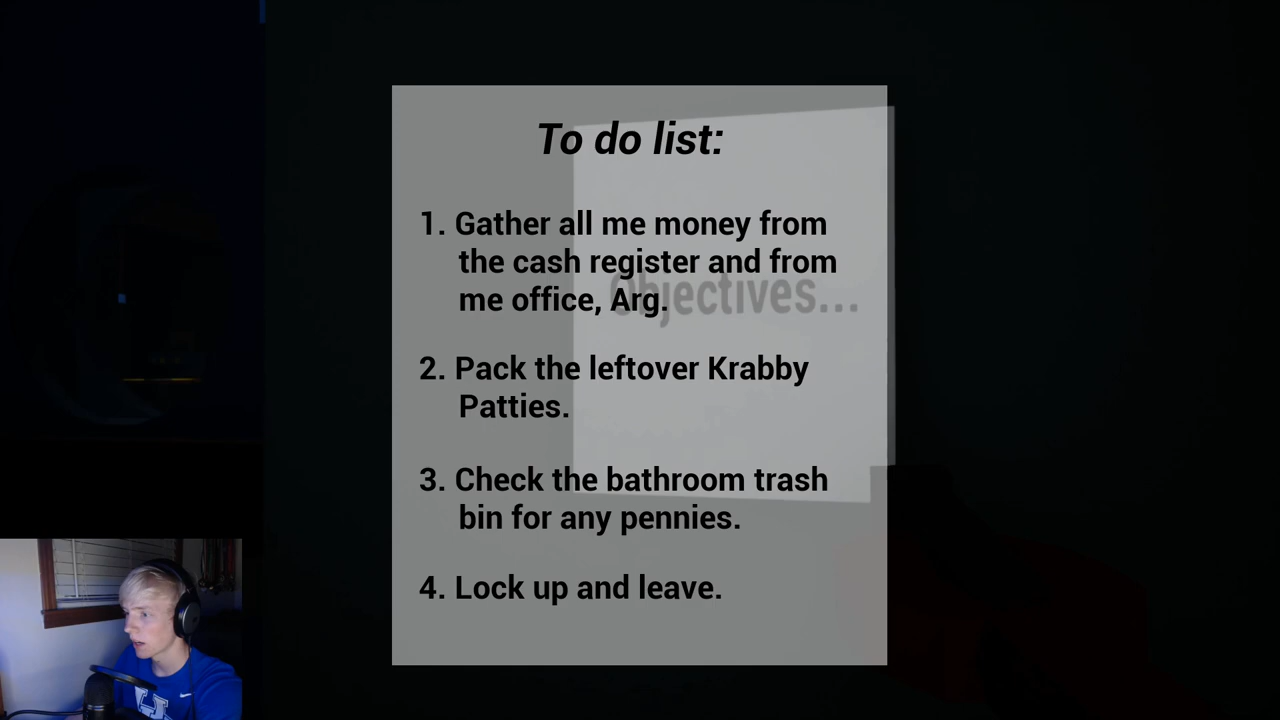 To do list:
1. Gather all me money from
the cash register and from
me office, Arg.
Objectives...
2. Pack the leftover Krabby
Patties.
3. Check the bathroom trash
bin for any pennies.
4. Lock up and leave.